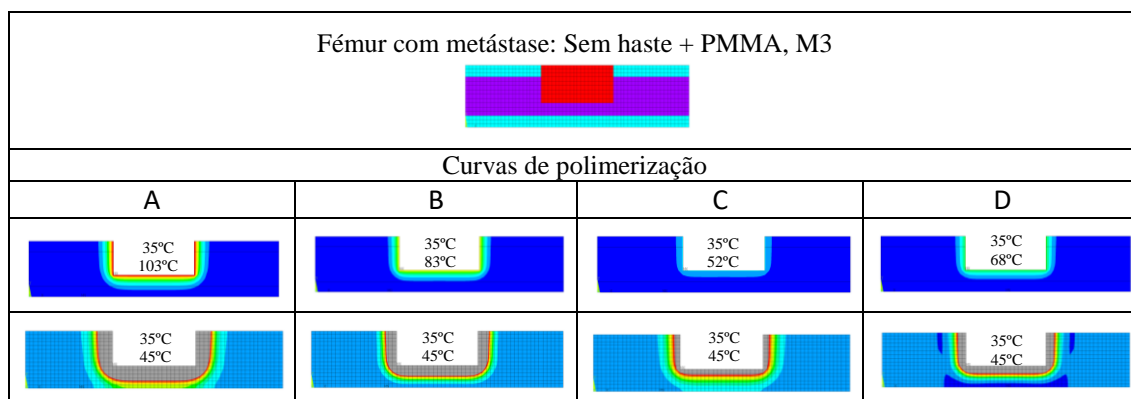 Fémur com metástase: Sem haste + PMMA, M3
Curvas de polimerização
A
B
C
D
35ºC
103ºC
35ºC
83ºC
35ºC
52ºC
35ºC
68ºC
35ºC
45ºC
35ºC
45ºC
35ºC
45ºC
35ºC
45ºC